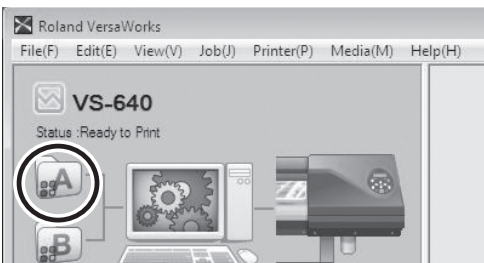 Roland VersaWorks
File(F) Edit(E) View(V) Job(J) Printer(P) Media(M) Help(H)
VS-640
Status :Ready to Print
A
B